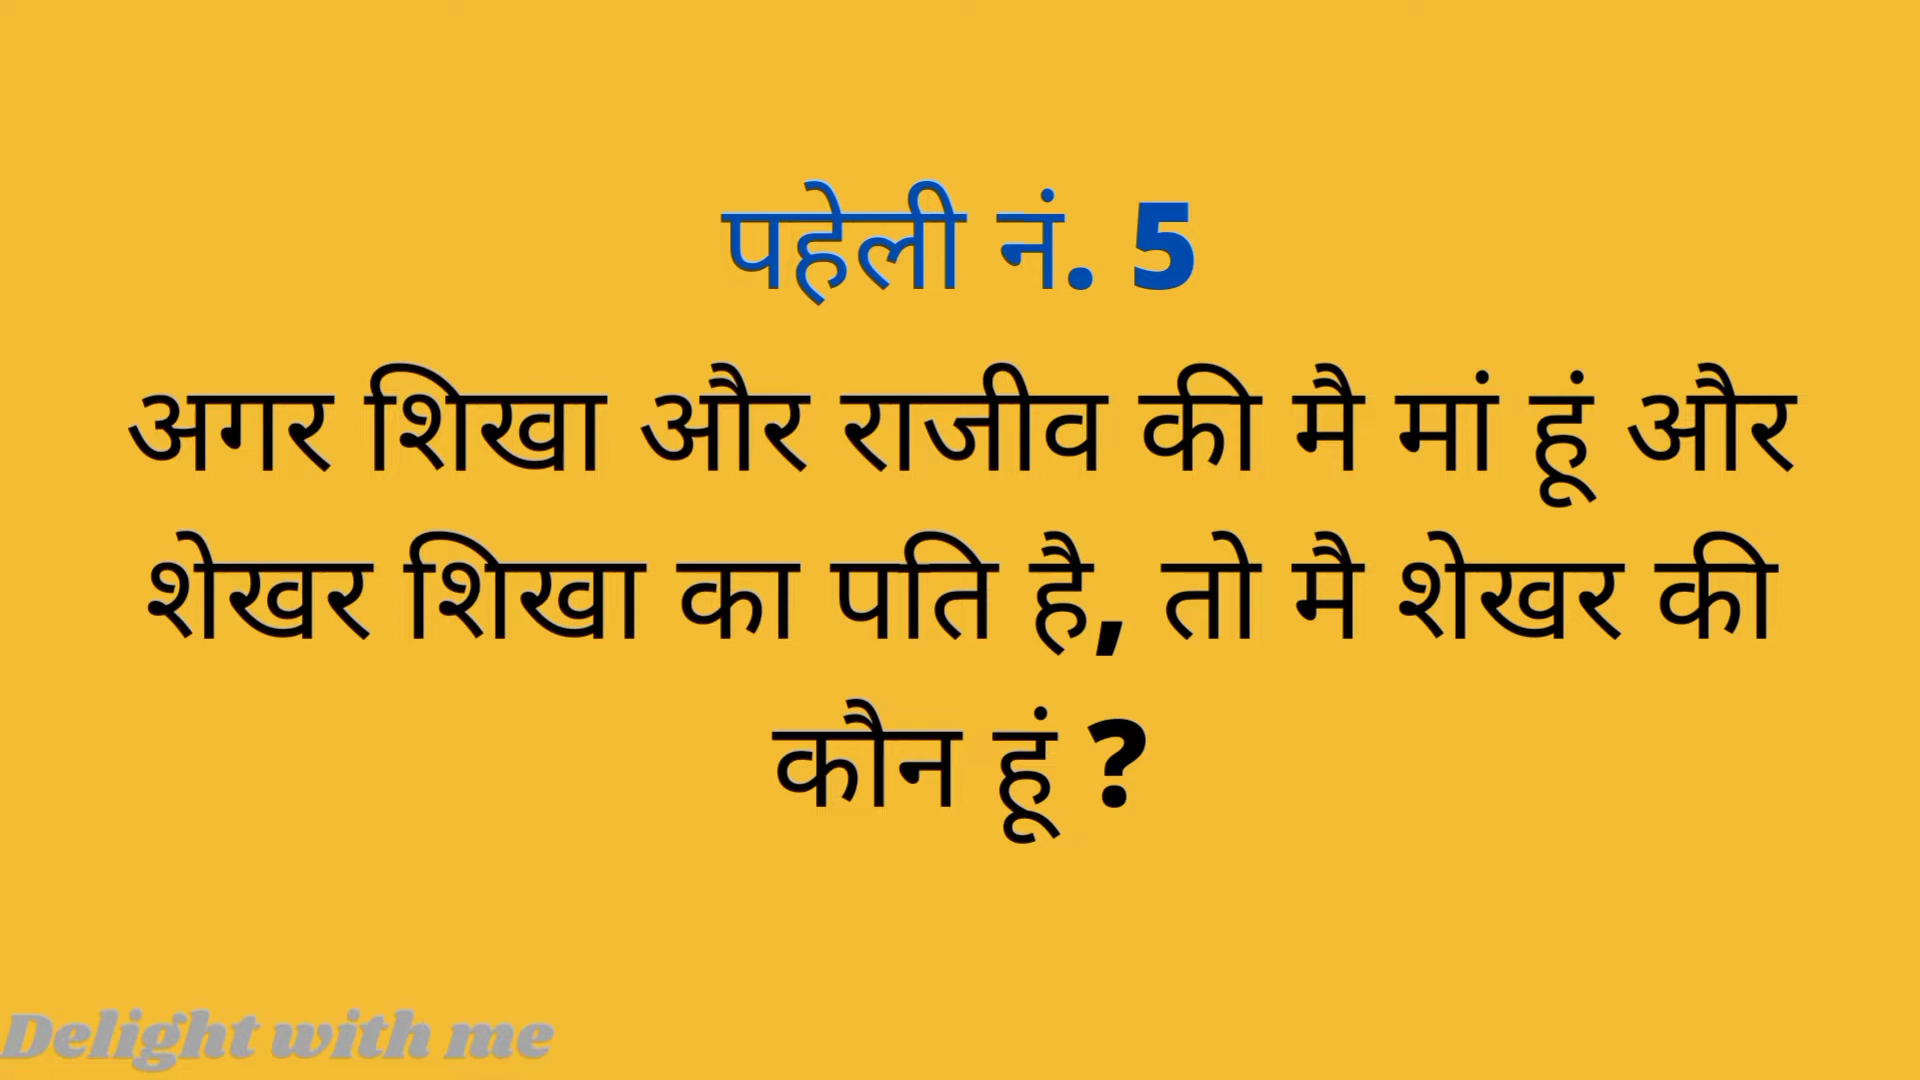 पहेली नं. 5
अगर शिखा और राजीव की मै मां हूं और
शेखर शिखा का पति है, तो मै शेखर की
कौन हूं ?
Delight with me